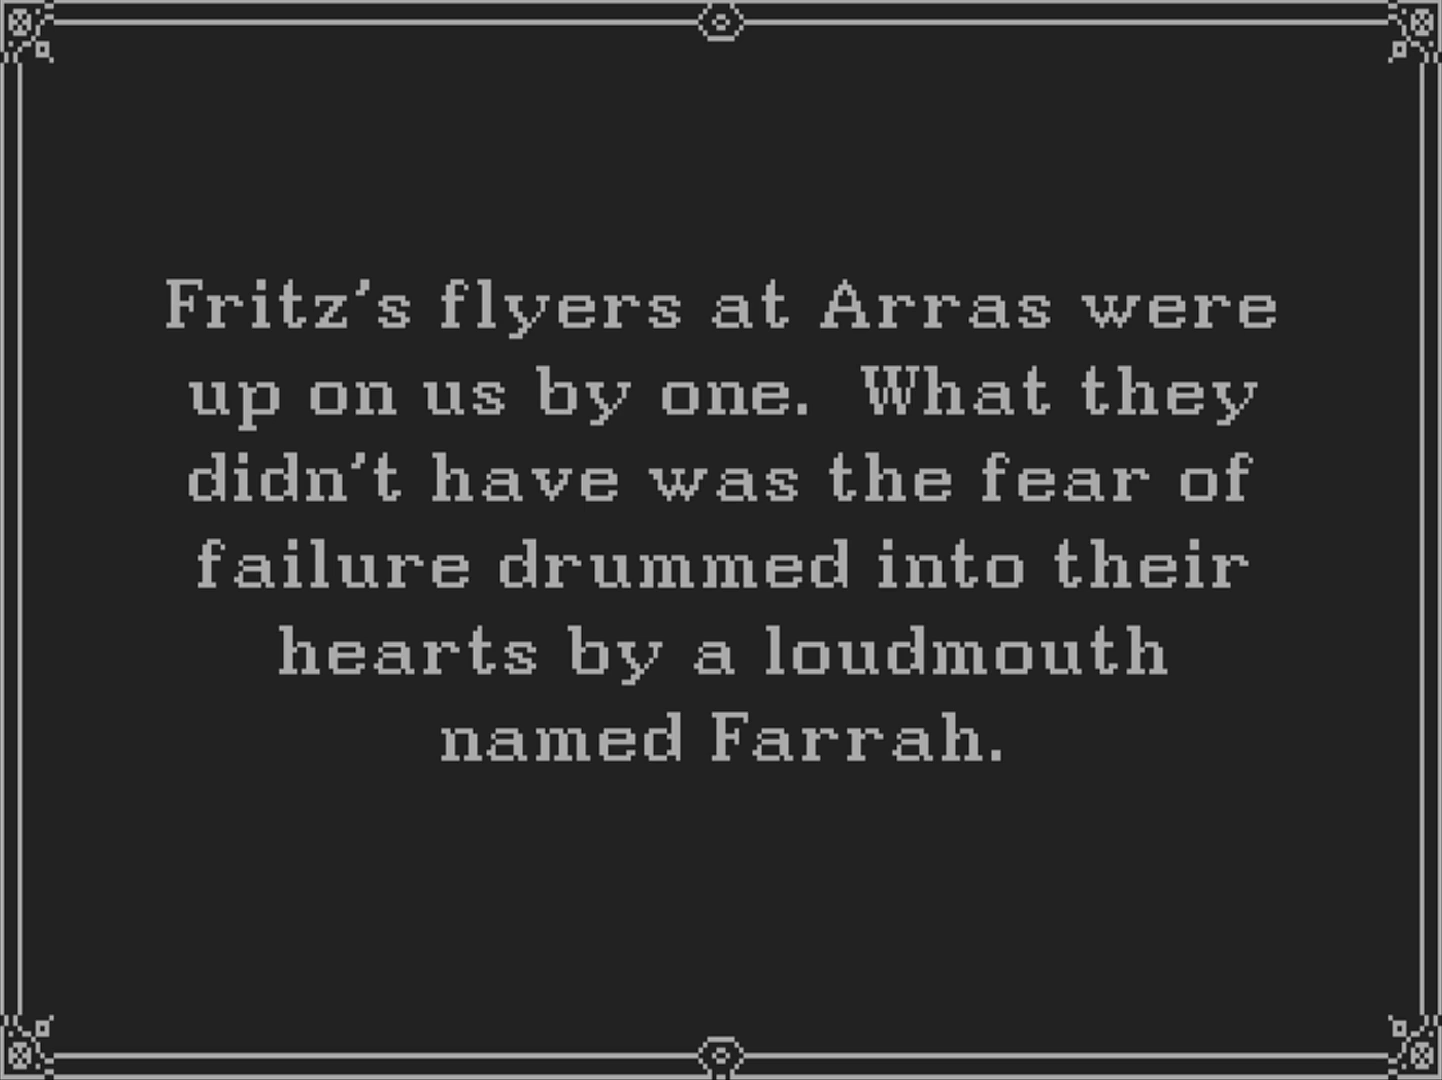 Fritz's flyers at Arras were
up on us by one.  What they
didn't have was the fear of
failure drummed into their
hearts by a loudmouth
named Farrah.